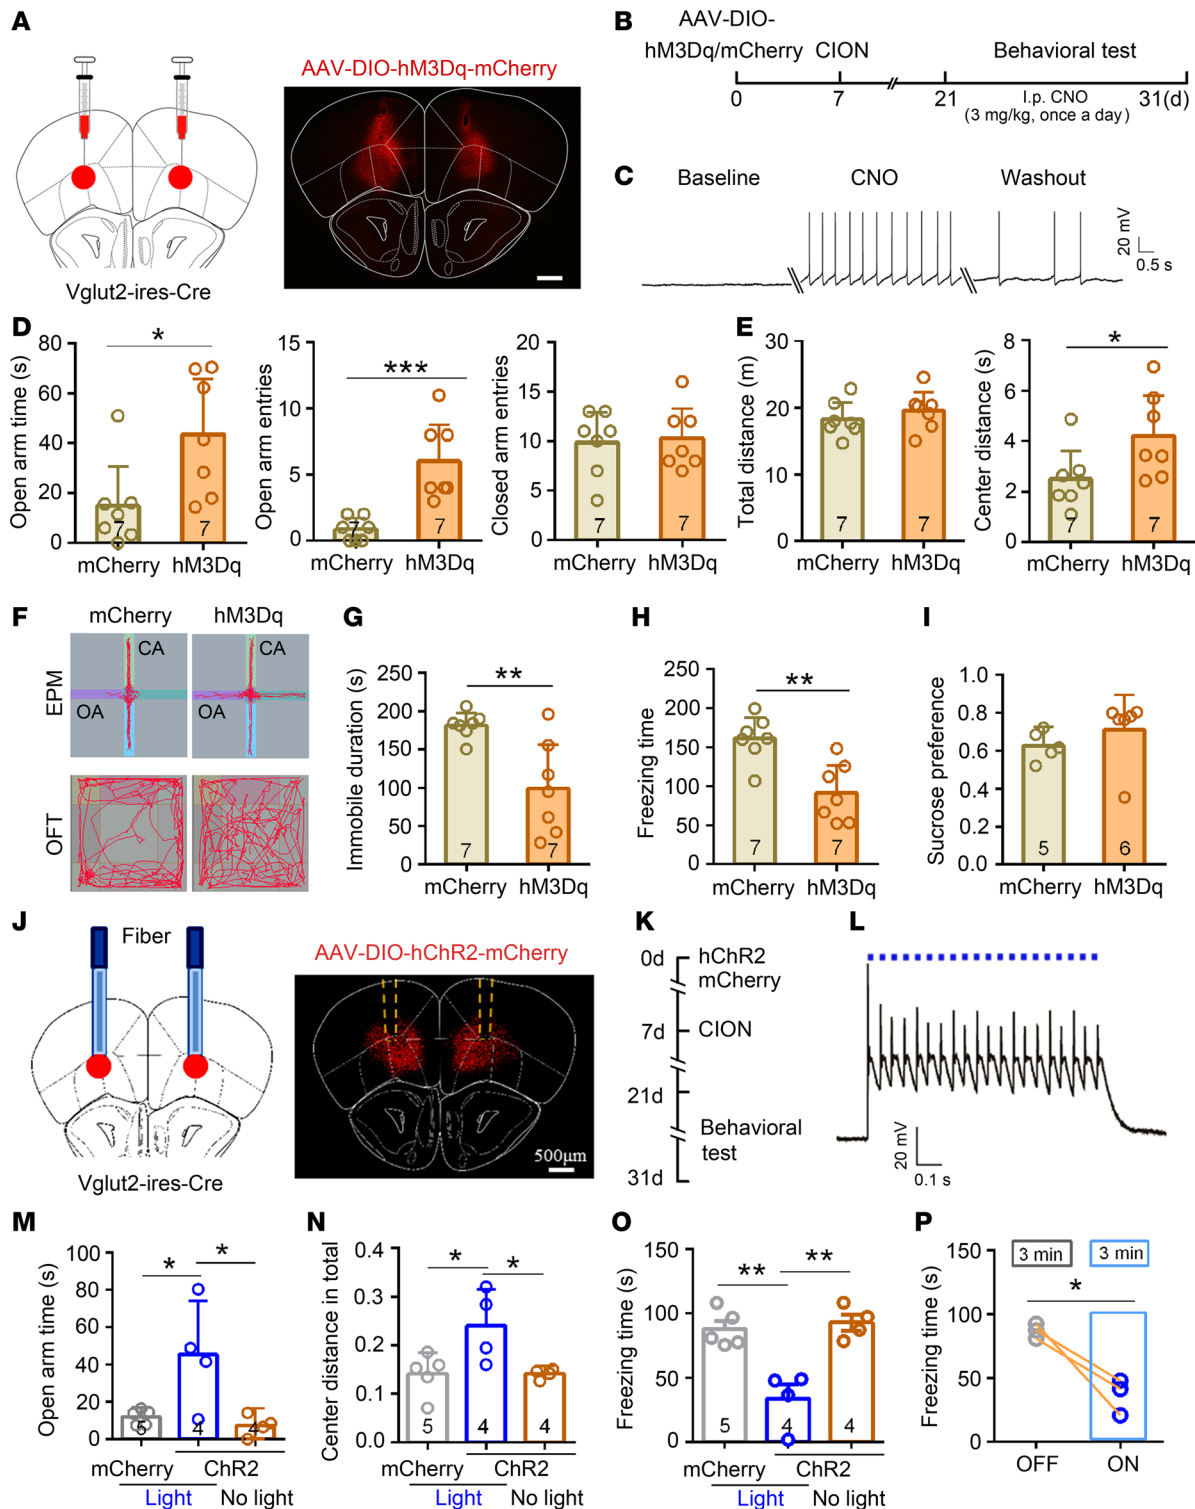 A
AAV-DIO-hM3Dq-mCherry
Vglut2-ires-Cre
B
AAV-DIO-
hM3Dq/mCherry CION Behavioral test
0 7 21 31(d)
I.p. CNO
(3 mg/kg, once a day)
C
Baseline CNO Washout
20 mV
0.5 s
D
Open arm time (s)
80
60
40
20
0
*
7 7
mCherry hM3Dq
Open arm entries
15
10
5
0
***
7 7
mCherry hM3Dq
Closed arm entries
20
15
10
5
0
7 7
mCherry hM3Dq
E
Total distance (m)
30
20
10
0
7 7
mCherry hM3Dq
Center distance (s)
8
6
4
2
0
*
7 7
mCherry hM3Dq
F
mCherry hM3Dq
EPM
CA CA
OA OA
OFT
G
Immobile duration (s)
250
200
150
100
50
0
**
7 7
mCherry hM3Dq
H
Freezing time
250
200
150
100
50
0
**
7 7
mCherry hM3Dq
I
Sucrose preference
1.0
0.8
0.6
0.4
0.2
0.0
5 6
mCherry hM3Dq
J
Fiber
Vglut2-ires-Cre
AAV-DIO-hChR2-mCherry
500μm
K
0d hChR2
mCherry
7d CION
21d
Behavioral
test
31d
L
20 mV
0.1 s
M
Open arm time (s)
100
80
60
40
20
0
* *
5 4 4
mCherry ChR2
Light No light
N
Center distance in total
0.4
0.3
0.2
0.1
0.0
* *
5 4 4
mCherry ChR2
Light No light
O
Freezing time (s)
150
100
50
0
** **
5 4 4
mCherry ChR2
Light No light
P
Freezing time (s)
150
100
50
0
3 min 3 min
*
OFF ON